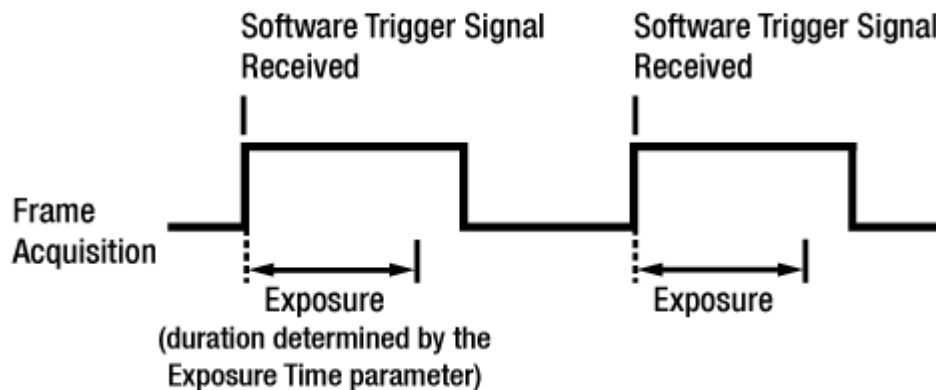 Software Trigger Signal
Received
Software Trigger Signal
Received
Frame
Acquisition
Exposure
(duration determined by the
Exposure Time parameter)
Exposure